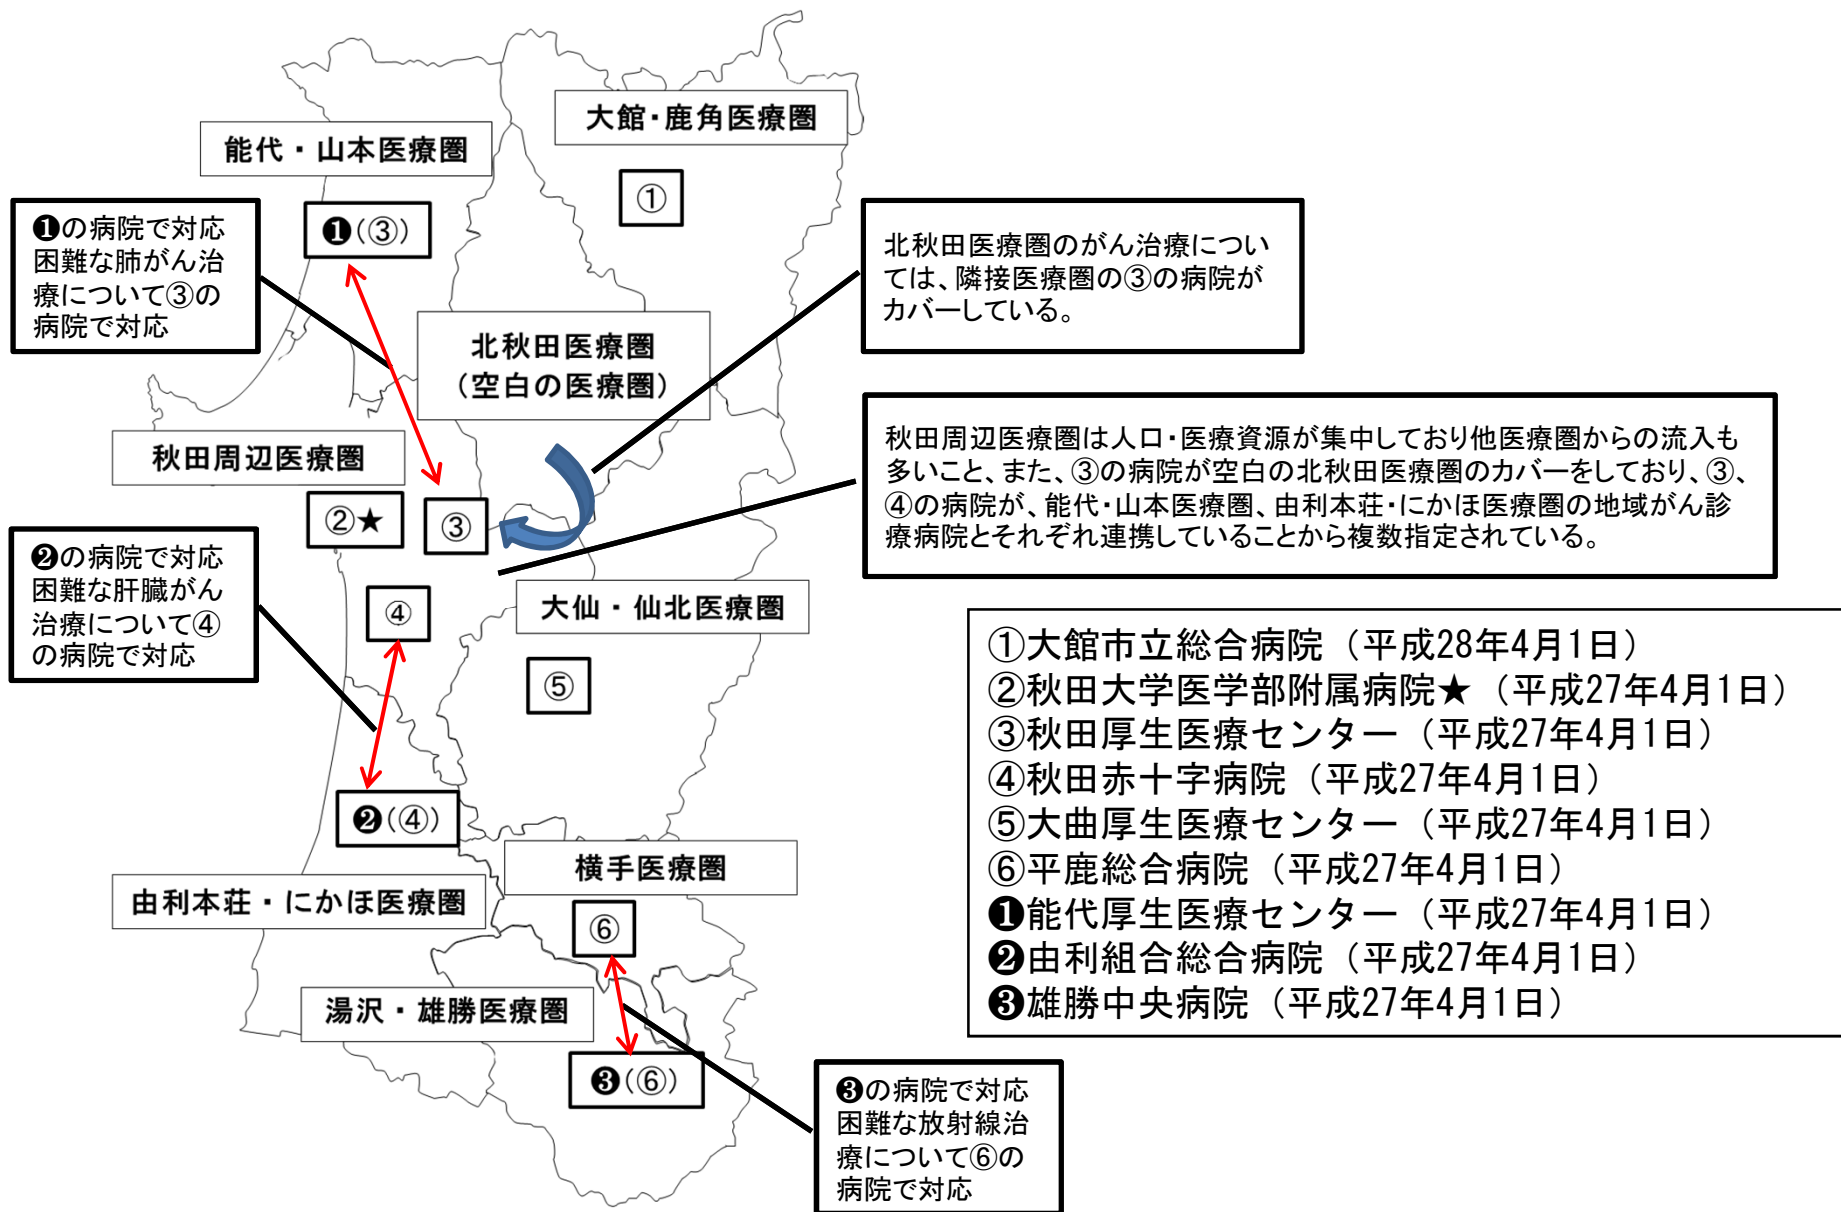 大館・鹿角医療圏
能代・山本医療圏
①
❶(③)
❶の病院で対応
困難な肺がん治
療について③の
病院で対応
北秋田医療圏のがん治療につい
ては、隣接医療圏の③の病院が
カバーしている。
北秋田医療圏
(空白の医療圏)
秋田周辺医療圏は人口・医療資源が集中しており他医療圏からの流入も
多いこと、また、③の病院が空白の北秋田医療圏のカバーをしており、③、
④の病院が、能代・山本医療圏、由利本荘・にかほ医療圏の地域がん診
療病院とそれぞれ連携していることから複数指定されている。
秋田周辺医療圏
②★
③
❷の病院で対応
困難な肝臓がん
治療について④
の病院で対応
④
大仙・仙北医療圏
⑤
①大館市立総合病院（平成28年4月1日）
②秋田大学医学部附属病院★（平成27年4月1日）
③秋田厚生医療センター（平成27年4月1日）
④秋田赤十字病院（平成27年4月1日）
⑤大曲厚生医療センター（平成27年4月1日）
⑥平鹿総合病院（平成27年4月1日）
❶能代厚生医療センター（平成27年4月1日）
❷由利組合総合病院（平成27年4月1日）
❸雄勝中央病院（平成27年4月1日）
❷(④)
横手医療圏
由利本荘・にかほ医療圏
⑥
湯沢・雄勝医療圏
❸(⑥)
❸の病院で対応
困難な放射線治
療について⑥の
病院で対応